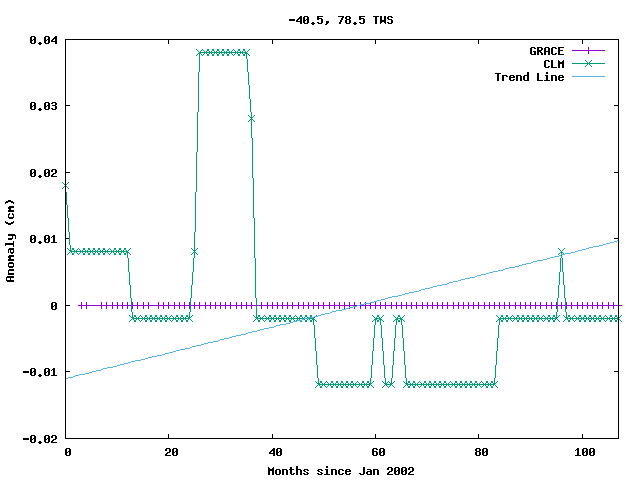 -40.5, 78.5 TWS
GRACE
CLM
Trend Line
0.04
0.03
0.02
0.01
0
-0.01
-0.02
Anomaly (cm)
0 20 40 60 80 100
Months since Jan 2002